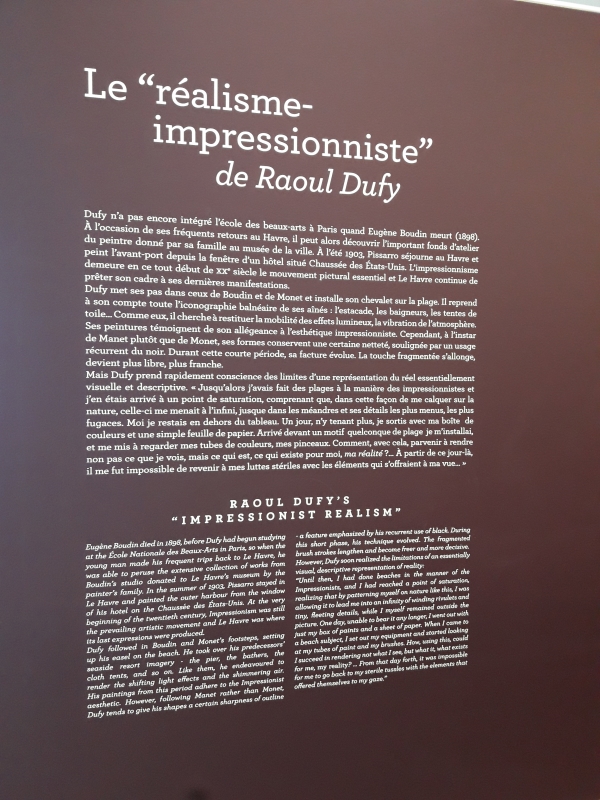 Le “réalisme-
impressionniste”
de Raoul Dufy
Dufy n’a pas encore intégré l’école des beaux-arts à Paris quand Eugène Boudin meurt (1898).
À l’occasion de ses fréquents retours au Havre, il peut alors découvrir l’important fonds d’atelier
du peintre donné par sa famille au musée de la ville. À l’été 1903, Pissarro séjourne au Havre et
peint l’avant-port depuis la fenêtre d’un hôtel situé Chaussée des États-Unis. L’impressionnisme
demeure en ce tout début de XXe siècle le mouvement pictural essentiel et Le Havre continue de
prêter son cadre à ses dernières manifestations.
Dufy met ses pas dans ceux de Boudin et de Monet et installe son chevalet sur la plage. Il reprend
à son compte toute l’iconographie balnéaire de ses aînés : l’estacade, les baigneurs, les tentes de
toile... Comme eux, il cherche à restituer la mobilité des effets lumineux, la vibration de l’atmosphère.
Ses peintures témoignent de son allégeance à l’esthétique impressionniste. Cependant, à l’instar
de Manet plutôt que de Monet, ses formes conservent une certaine netteté, soulignée par un usage
récurrent du noir. Durant cette courte période, sa facture évolue. La touche fragmentée s’allonge,
devient plus libre, plus franche.
Mais Dufy prend rapidement conscience des limites d’une représentation du réel essentiellement
visuelle et descriptive. « Jusqu’alors j’avais fait des plages à la manière des impressionnistes et
j’en étais arrivé à un point de saturation, comprenant que, dans cette façon de me calquer sur la
nature, celle-ci me menait à l’infini, jusque dans les méandres et ses détails les plus menus, les plus
fugaces. Moi je restais en dehors du tableau. Un jour, n’y tenant plus, je sortis avec ma boîte de
couleurs et une simple feuille de papier. Arrivé devant un motif quelconque de plage je m’installai,
et me mis à regarder mes tubes de couleurs, mes pinceaux. Comment, avec cela, parvenir à rendre
non pas ce que je vois, mais ce qui est, ce qui existe pour moi, ma réalité ?... À partir de ce jour-là,
il me fut impossible de revenir à mes luttes stériles avec les éléments qui s’offraient à ma vue... »
RAOUL DUFY’S
“IMPRESSIONIST REALISM”
Eugène Boudin died in 1898, before Dufy had begun studying
at the École Nationale des Beaux-Arts in Paris, so when the
young man made his frequent trips back to Le Havre, he
was able to peruse the extensive collection of works from
Boudin’s studio donated to Le Havre’s museum by the
painter’s family. In the summer of 1903, Pissarro stayed in
Le Havre and painted the outer harbour from the window
of his hotel on the Chaussée des États-Unis. At the very
beginning of the twentieth century, Impressionism was still
the prevailing artistic movement and Le Havre was where
its last expressions were produced.
Dufy followed in Boudin and Monet’s footsteps, setting
up his easel on the beach. He took over his predecessors’
seaside resort imagery - the pier, the bathers, the
cloth tents, and so on. Like them, he endeavoured to
render the shifting light effects and the shimmering air.
His paintings from this period adhere to the Impressionist
aesthetic. However, following Manet rather than Monet,
Dufy tends to give his shapes a certain sharpness of outline
- a feature emphasized by his recurrent use of black. During
this short phase, his technique evolved. The fragmented
brush strokes lengthen and become freer and more decisive.
However, Dufy soon realized the limitations of an essentially
visual, descriptive representation of reality:
“Until then, I had done beaches in the manner of the
Impressionists, and I had reached a point of saturation,
realizing that by patterning myself on nature like this, I was
allowing it to lead me into an infinity of winding rivulets and
tiny, fleeting details, while I myself remained outside the
picture. One day, unable to bear it any longer, I went out with
just my box of paints and a sheet of paper. When I came to
a beach subject, I set out my equipment and started looking
at my tubes of paint and my brushes. How, using this, could
I succeed in rendering not what I see, but what it, what exists
for me, my reality? ... From that day forth, it was impossible
for me to go back to my sterile tussles with the elements that
offered themselves to my gaze.”